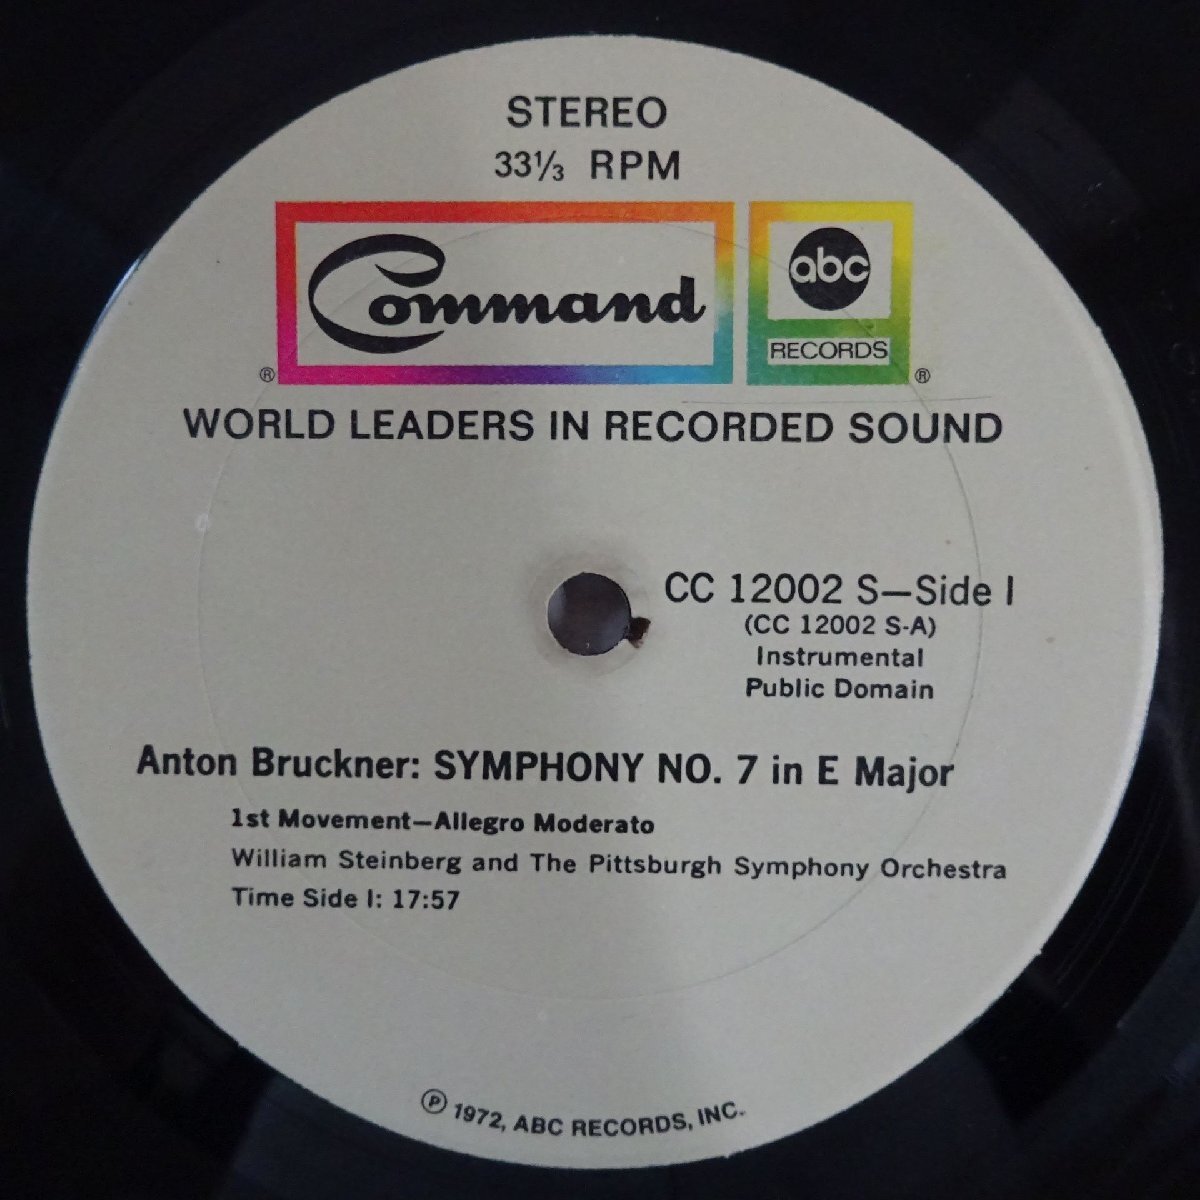 STEREO
33⅓ RPM
Command
abc
RECORDS
® ®
WORLD LEADERS IN RECORDED SOUND
CC 12002 S—Side I
(CC 12002 S-A)
Instrumental
Public Domain
Anton Bruckner: SYMPHONY NO. 7 in E Major
1st Movement—Allegro Moderato
William Steinberg and The Pittsburgh Symphony Orchestra
Time Side I: 17:57
℗ 1972, ABC RECORDS, INC.